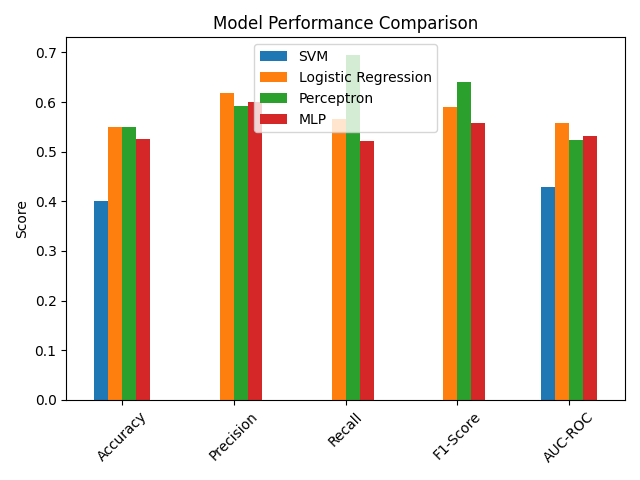 Model Performance Comparison
SVM
Logistic Regression
Perceptron
MLP
Score
0.7
0.6
0.5
0.4
0.3
0.2
0.1
0.0
Accuracy
Precision
Recall
F1-Score
AUC-ROC